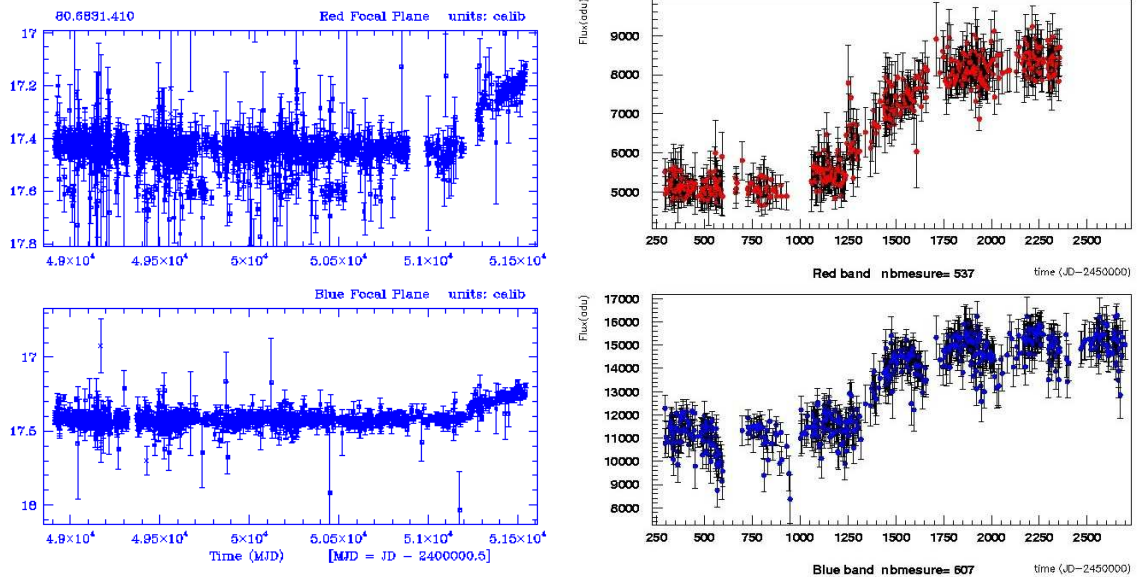 80.6831.410 Red Focal Plane units: calib
17
17.2
17.4
17.6
17.8
4.9×10⁴ 4.95×10⁴ 5×10⁴ 5.05×10⁴ 5.1×10⁴ 5.15×10⁴
Blue Focal Plane units: calib
17
17.5
18
4.9×10⁴ 4.95×10⁴ 5×10⁴ 5.05×10⁴ 5.1×10⁴ 5.15×10⁴
Time (MJD) [MJD = JD − 2400000.5]
Flux(adu)
9000
8000
7000
6000
5000
250 500 750 1000 1250 1500 1750 2000 2250 2500
Red band nbmesure= 537 time (JD-2450000)
Flux(adu)
17000
16000
15000
14000
13000
12000
11000
10000
9000
8000
250 500 750 1000 1250 1500 1750 2000 2250 2500
Blue band nbmesure= 607 time (JD-2450000)